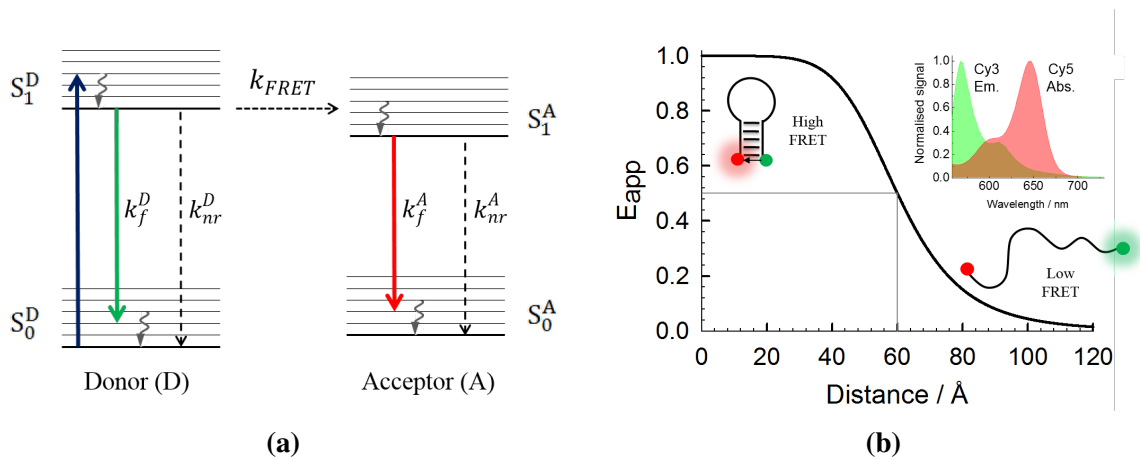 S₁ᴰ
k_FRET
S₁ᴬ
k_f^D
k_nr^D
k_f^A
k_nr^A
S₀ᴰ
S₀ᴬ
Donor (D)
Acceptor (A)
(a)
1.0
0.8
0.6
0.4
0.2
0.0
Eapp
0 20 40 60 80 100 120
Distance / Å
High
FRET
Low
FRET
Normalised signal
1.0
0.8
0.6
0.4
0.2
0.0
Cy3
Em.
Cy5
Abs.
600 650 700
Wavelength / nm
(b)